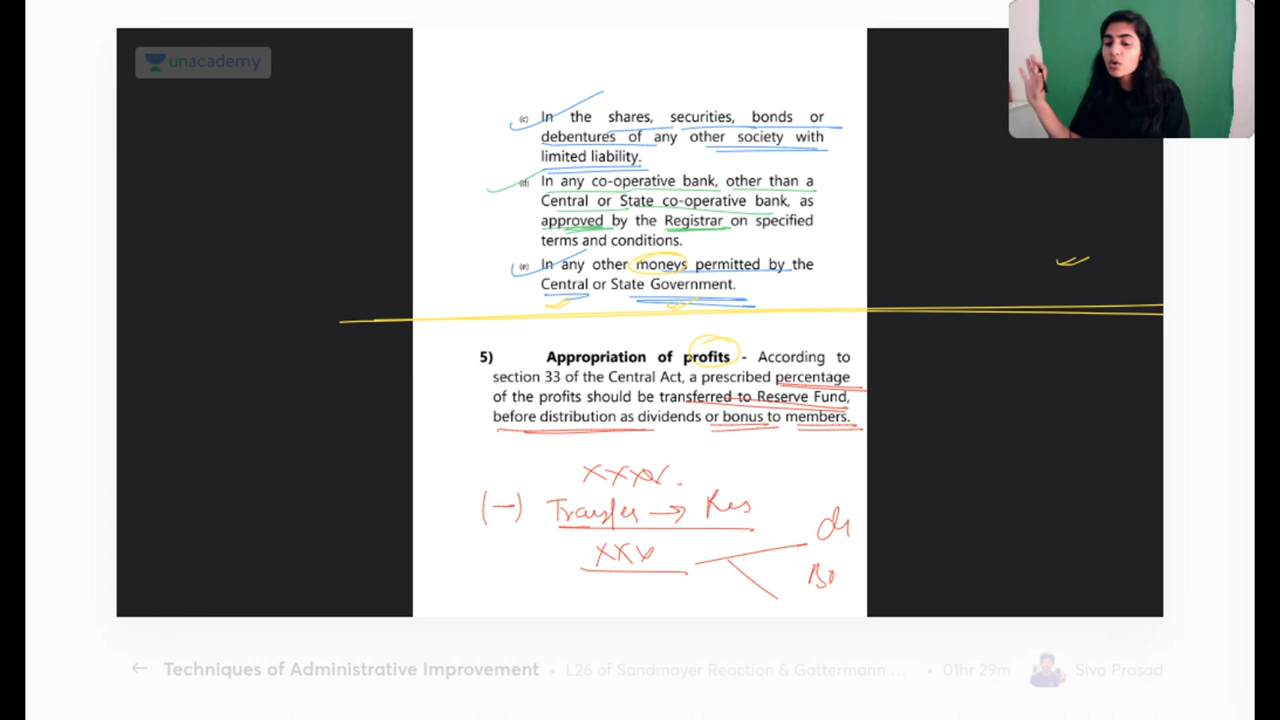 unacademy
(c) In the shares, securities, bonds or
debentures of any other society with
limited liability.
(d) In any co-operative bank, other than a
Central or State co-operative bank, as
approved by the Registrar on specified
terms and conditions.
(e) In any other moneys permitted by the
Central or State Government.
5) Appropriation of profits - According to
section 33 of the Central Act, a prescribed percentage
of the profits should be transferred to Reserve Fund,
before distribution as dividends or bonus to members.
XXXX
(-) Transfer → Res
XXX
Bo
← Techniques of Administrative Improvement • L26 of Sandmayer Reaction & Gattermann ... • 01hr 29m Siva Prasad